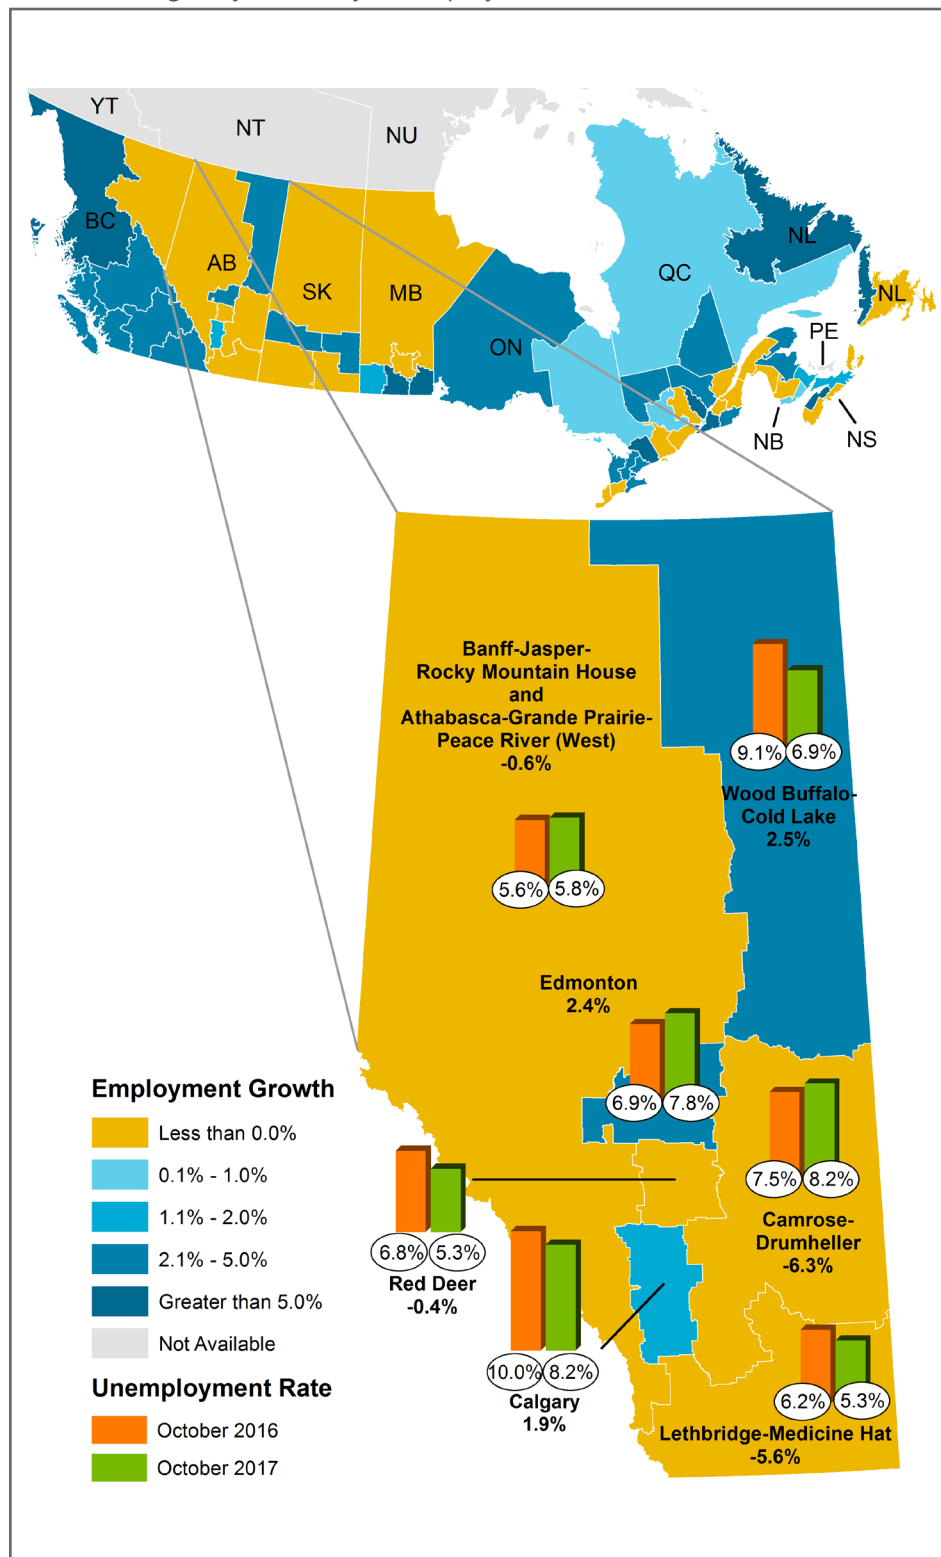 YT
NT
NU
BC
AB
SK
MB
ON
QC
NL
NL
PE
NB
NS
Banff-Jasper-
Rocky Mountain House
and
Athabasca-Grande Prairie-
Peace River (West)
-0.6%
5.6% 5.8%
9.1% 6.9%
Wood Buffalo-
Cold Lake
2.5%
Edmonton
2.4%
6.9% 7.8%
7.5% 8.2%
Camrose-
Drumheller
-6.3%
6.8% 5.3%
Red Deer
-0.4%
10.0% 8.2%
Calgary
1.9%
6.2% 5.3%
Lethbridge-Medicine Hat
-5.6%
Employment Growth
Less than 0.0%
0.1% - 1.0%
1.1% - 2.0%
2.1% - 5.0%
Greater than 5.0%
Not Available
Unemployment Rate
October 2016
October 2017